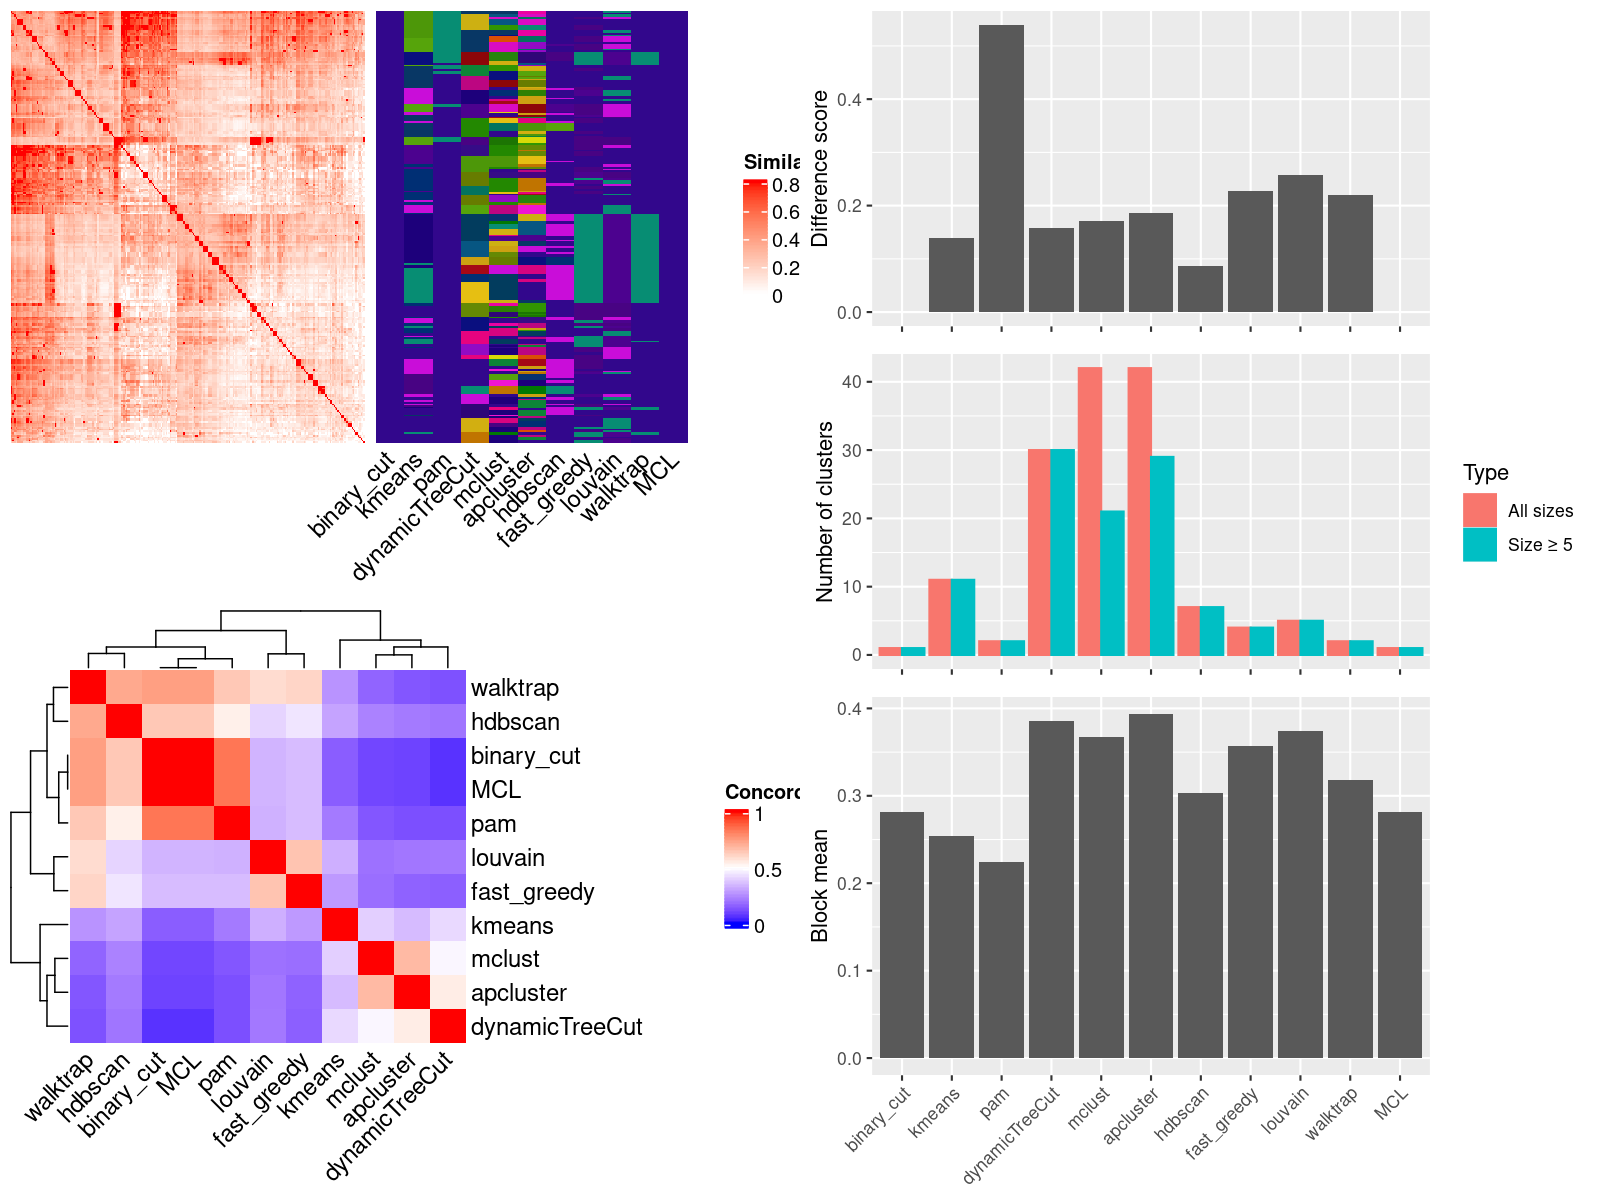 Simila
0.8
0.6
0.4
0.2
0
binary_cut
kmeans
pam
dynamicTreeCut
mclust
apcluster
hdbscan
fast_greedy
louvain
walktrap
MCL
walktrap
hdbscan
binary_cut
MCL
pam
louvain
fast_greedy
kmeans
mclust
apcluster
dynamicTreeCut
walktrap
hdbscan
binary_cut
MCL
pam
louvain
fast_greedy
kmeans
mclust
apcluster
dynamicTreeCut
Concord
1
0.5
0
Difference score
0.4
0.2
0.0
Number of clusters
40
30
20
10
0
Type
All sizes
Size ≥ 5
Block mean
0.4
0.3
0.2
0.1
0.0
binary_cut
kmeans
pam
dynamicTreeCut
mclust
apcluster
hdbscan
fast_greedy
louvain
walktrap
MCL